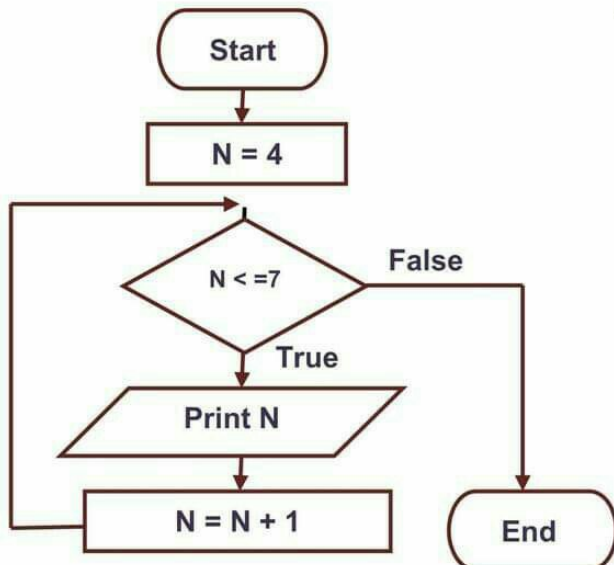 Start
N = 4
N < =7
False
True
Print N
N = N + 1
End